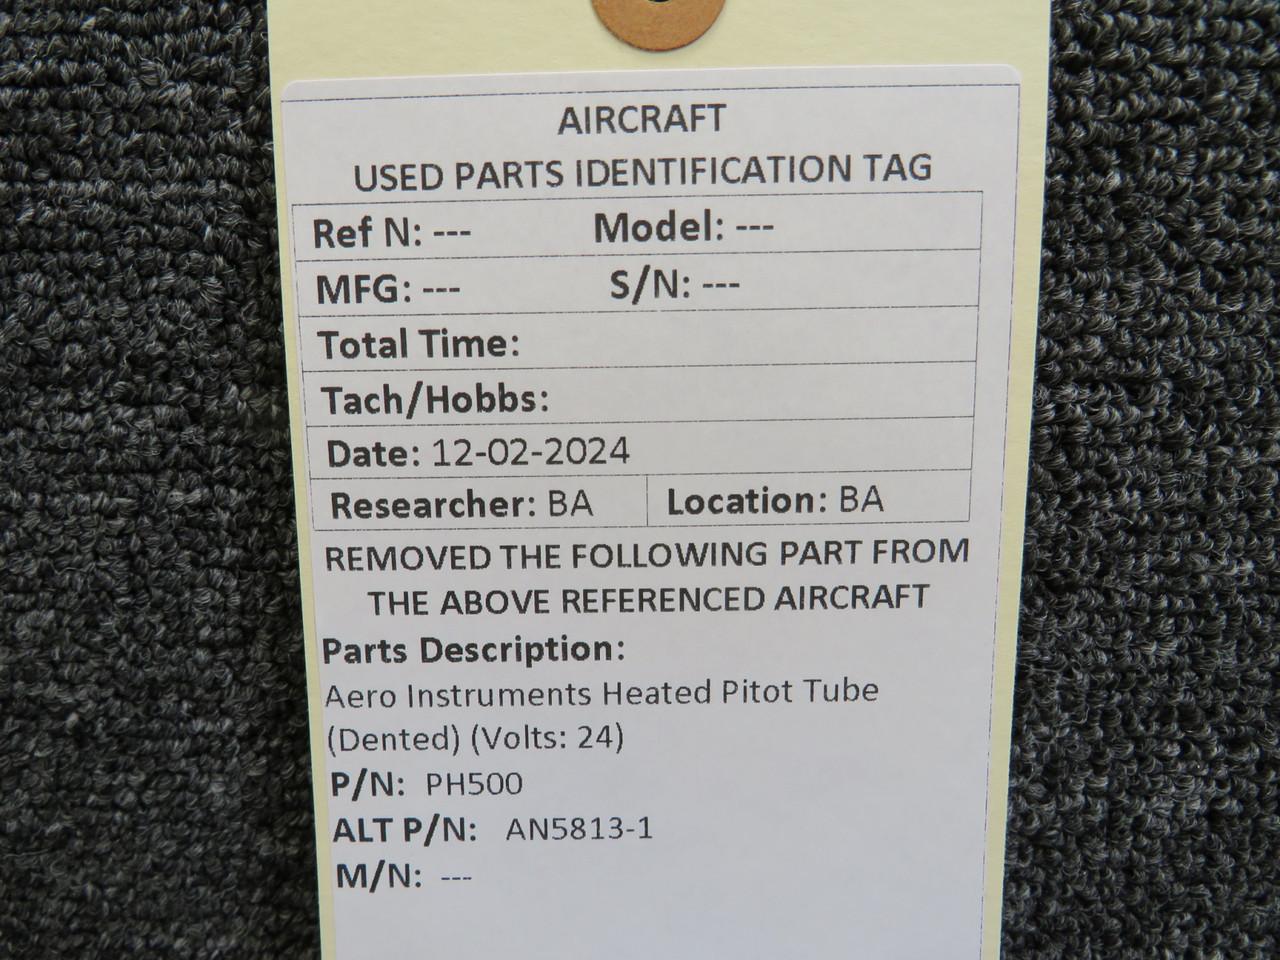 AIRCRAFT
USED PARTS IDENTIFICATION TAG
Ref N: --- Model: ---
MFG: --- S/N: ---
Total Time:
Tach/Hobbs:
Date: 12-02-2024
Researcher: BA Location: BA
REMOVED THE FOLLOWING PART FROM
THE ABOVE REFERENCED AIRCRAFT
Parts Description:
Aero Instruments Heated Pitot Tube
(Dented) (Volts: 24)
P/N: PH500
ALT P/N: AN5813-1
M/N: ---